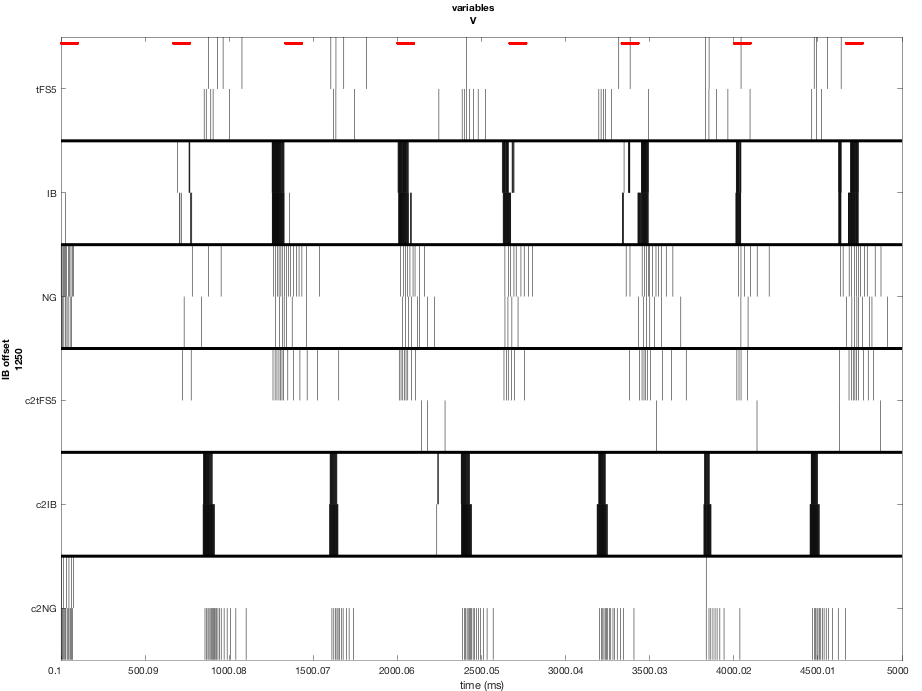 variables
V
tFS5
IB
NG
c2tFS5
c2IB
c2NG
IB offset
1250
0.1 500.09 1000.08 1500.07 2000.06 2500.05 3000.04 3500.03 4000.02 4500.01 5000
time (ms)